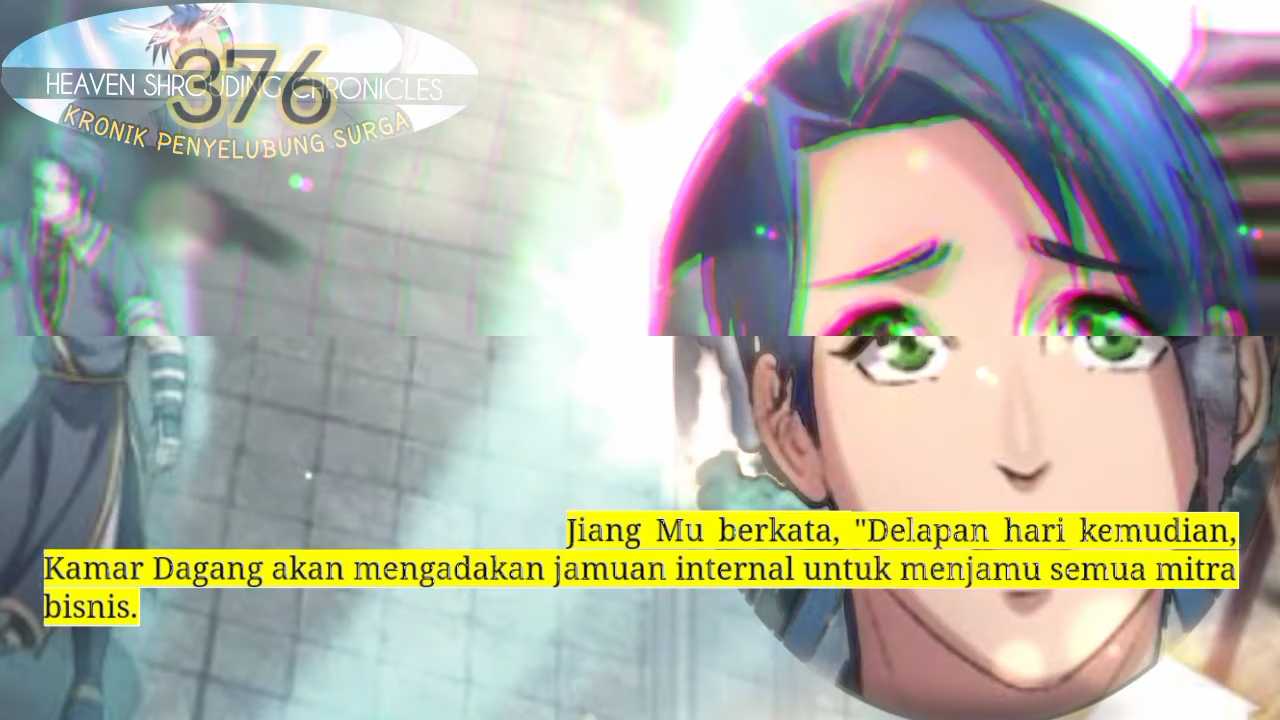 376
HEAVEN SHROUDING CHRONICLES
KRONIK PENYELUBUNG SURGA
Jiang Mu berkata, "Delapan hari kemudian,
Kamar Dagang akan mengadakan jamuan internal untuk menjamu semua mitra
bisnis.